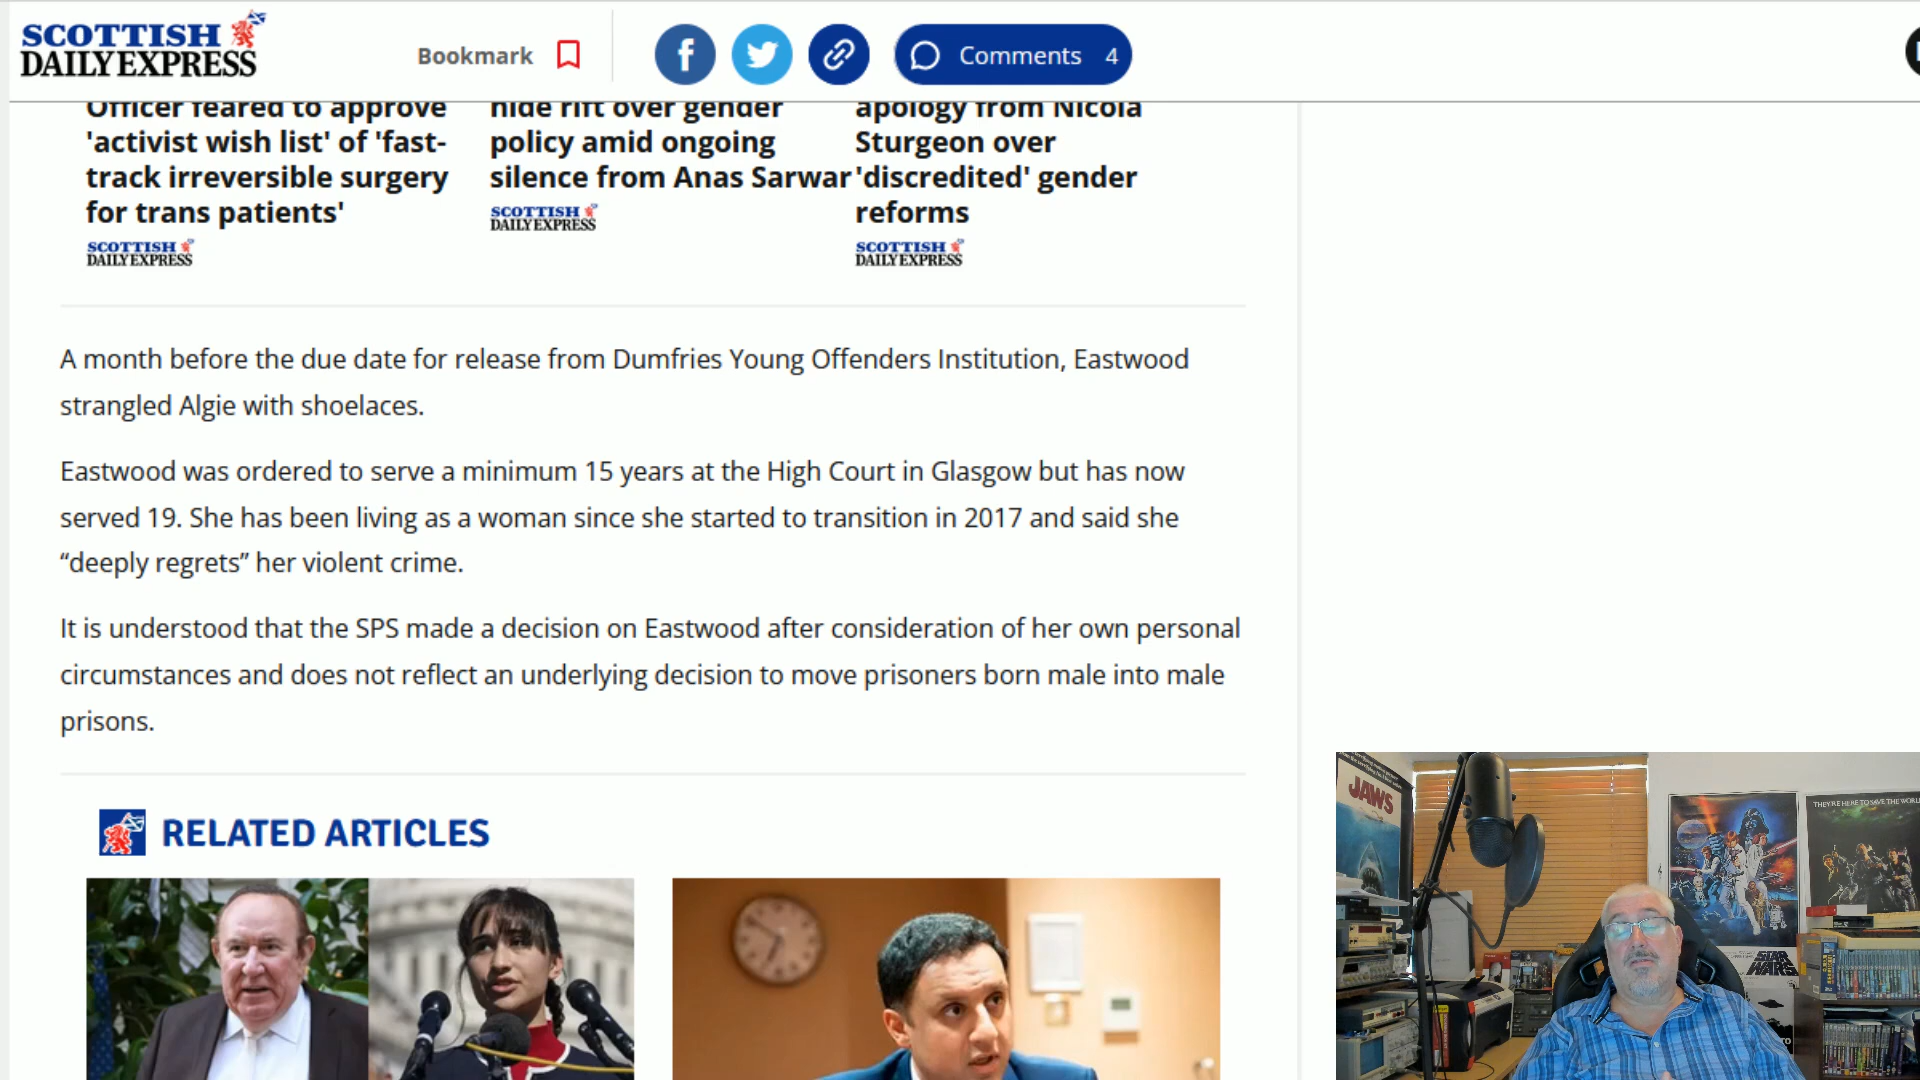 SCOTTISH
DAILY EXPRESS
Bookmark
Comments 4
Officer feared to approve
'activist wish list' of 'fast-
track irreversible surgery
for trans patients'
SCOTTISH
DAILY EXPRESS
hide rift over gender
policy amid ongoing
silence from Anas Sarwar
SCOTTISH
DAILY EXPRESS
apology from Nicola
Sturgeon over
'discredited' gender
reforms
SCOTTISH
DAILY EXPRESS
A month before the due date for release from Dumfries Young Offenders Institution, Eastwood
strangled Algie with shoelaces.
Eastwood was ordered to serve a minimum 15 years at the High Court in Glasgow but has now
served 19. She has been living as a woman since she started to transition in 2017 and said she
“deeply regrets” her violent crime.
It is understood that the SPS made a decision on Eastwood after consideration of her own personal
circumstances and does not reflect an underlying decision to move prisoners born male into male
prisons.
RELATED ARTICLES
JAWS
THEY'RE HERE TO SAVE THE WORL
STAR
WARS